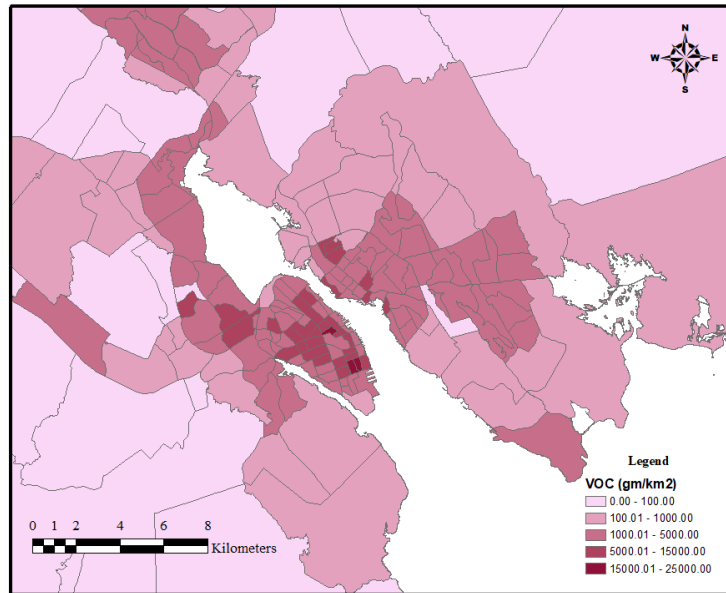 N
W E
S
Legend
VOC (gm/km2)
0.00 - 100.00
100.01 - 1000.00
1000.01 - 5000.00
5000.01 - 15000.00
15000.01 - 25000.00
0 1 2 4 6 8
Kilometers